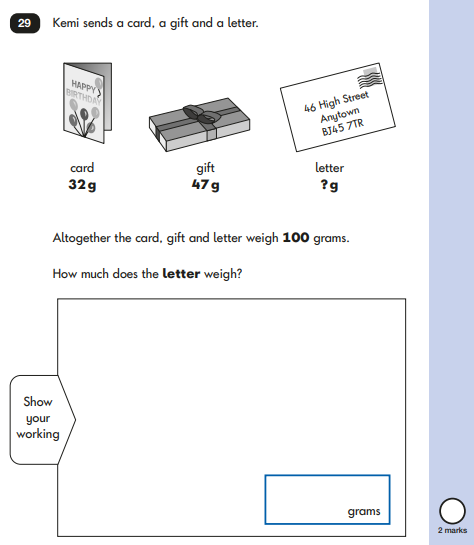 29 Kemi sends a card, a gift and a letter.
HAPPY
BIRTHDAY
46 High Street
Anytown
BJ45 7TR
card gift letter
32g 47g ?g
Altogether the card, gift and letter weigh 100 grams.
How much does the letter weigh?
Show
your
working
grams
2 marks